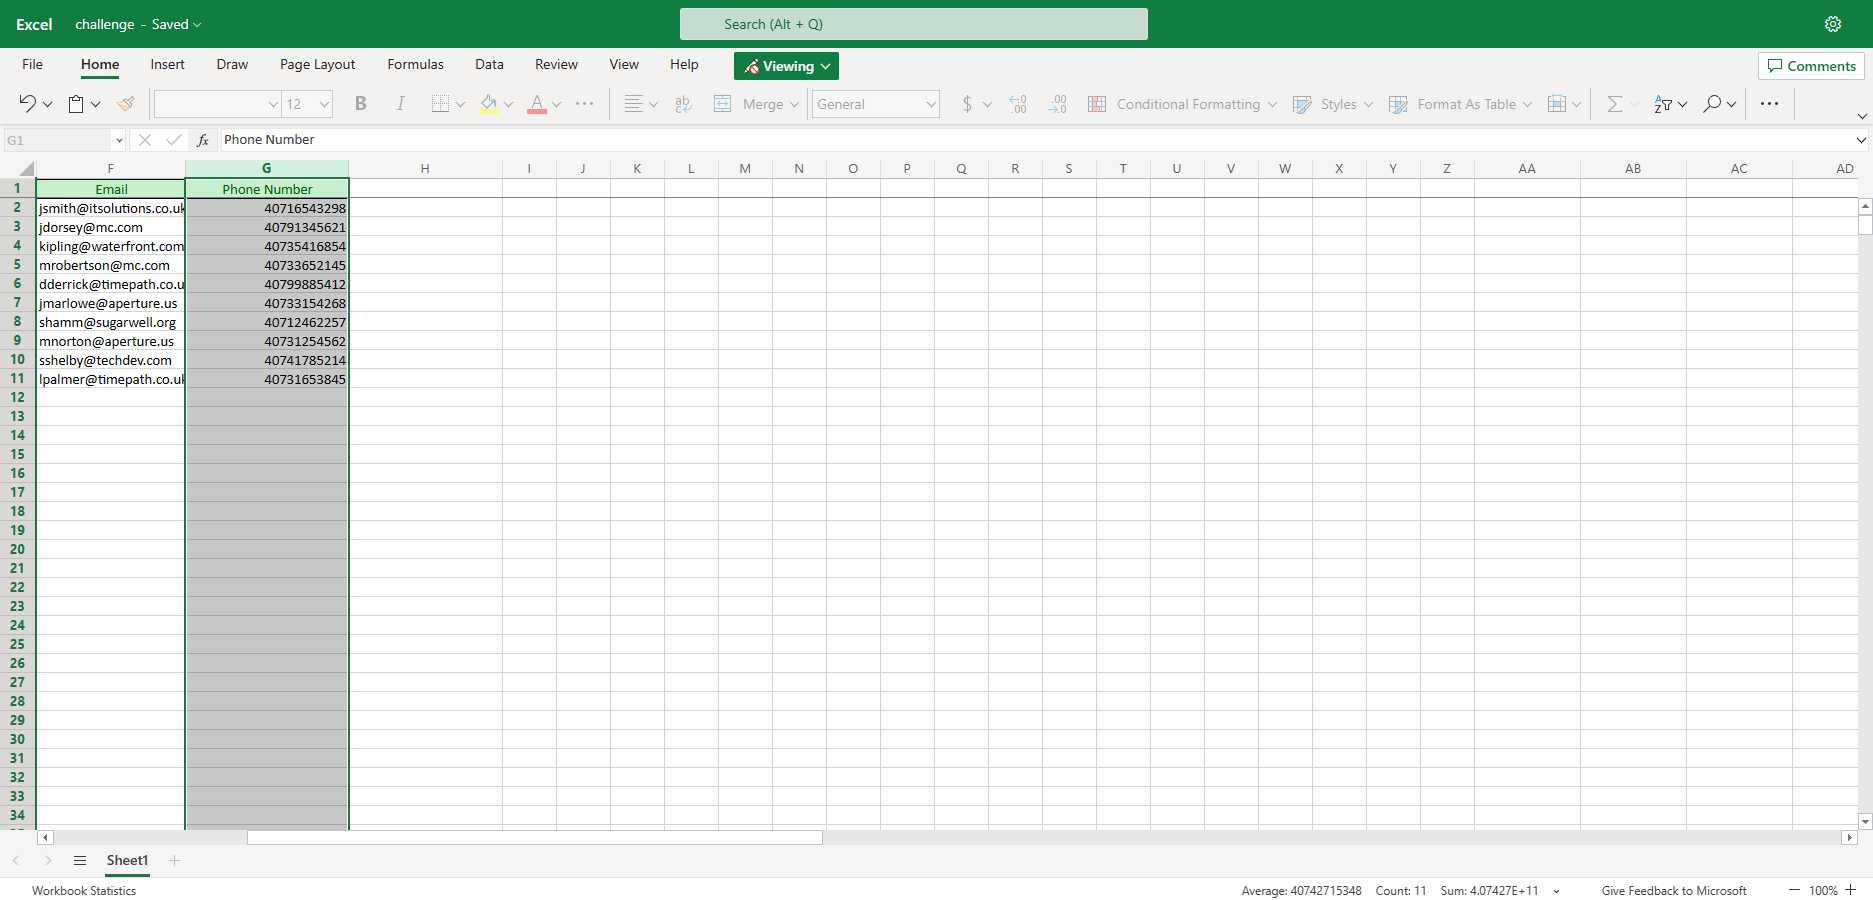 Excel challenge - Saved Search (Alt + Q)
File Home Insert Draw Page Layout Formulas Data Review View Help Viewing Comments
12 B I A ab Merge General $ .00 .00 Conditional Formatting Styles Format As Table Σ
G1 fx Phone Number
F G H I J K L M N O P Q R S T U V W X Y Z AA AB AC AD
1 Email Phone Number
2 jsmith@itsolutions.co.uk 40716543298
3 jdorsey@mc.com 40791345621
4 kipling@waterfront.com 40735416854
5 mrobertson@mc.com 40733652145
6 dderrick@timepath.co.u 40799885412
7 jmarlowe@aperture.us 40733154268
8 shamm@sugarwell.org 40712462257
9 mnorton@aperture.us 40731254562
10 sshelby@techdev.com 40741785214
11 lpalmer@timepath.co.uk 40731653845
12
13
14
15
16
17
18
19
20
21
22
23
24
25
26
27
28
29
30
31
32
33
34
Sheet1
Workbook Statistics Average: 40742715348 Count: 11 Sum: 4.07427E+11 Give Feedback to Microsoft 100%